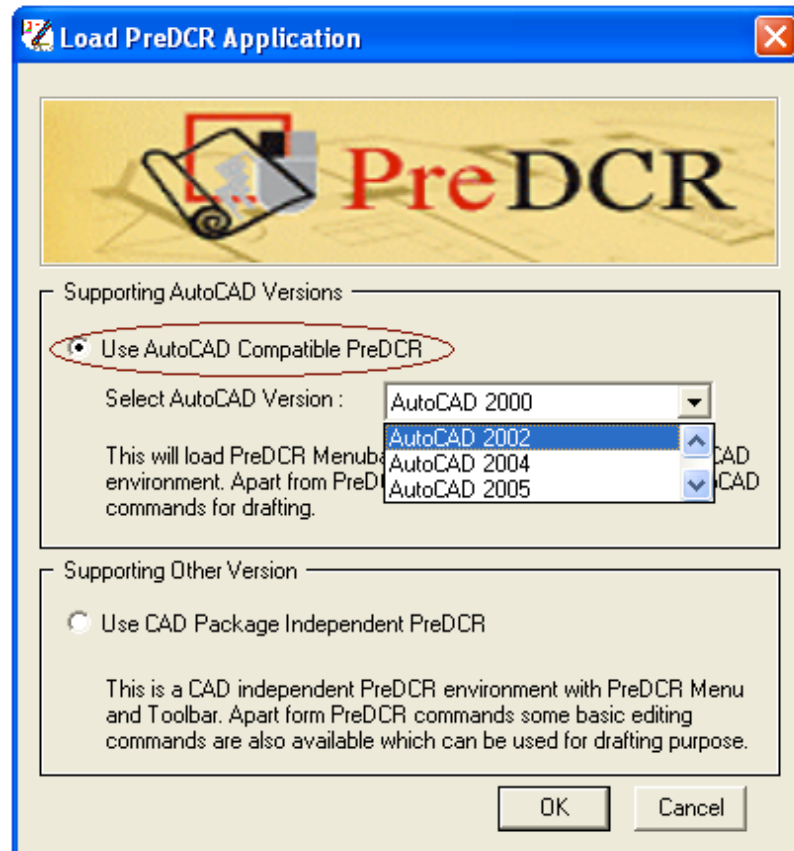 Load PreDCR Application
PreDCR
Supporting AutoCAD Versions
Use AutoCAD Compatible PreDCR
Select AutoCAD Version :
AutoCAD 2000
AutoCAD 2002
AutoCAD 2004
AutoCAD 2005
This will load PreDCR Menuba CAD
environment. Apart from PreD CAD
commands for drafting.
Supporting Other Version
Use CAD Package Independent PreDCR
This is a CAD independent PreDCR environment with PreDCR Menu
and Toolbar. Apart form PreDCR commands some basic editing
commands are also available which can be used for drafting purpose.
OK Cancel